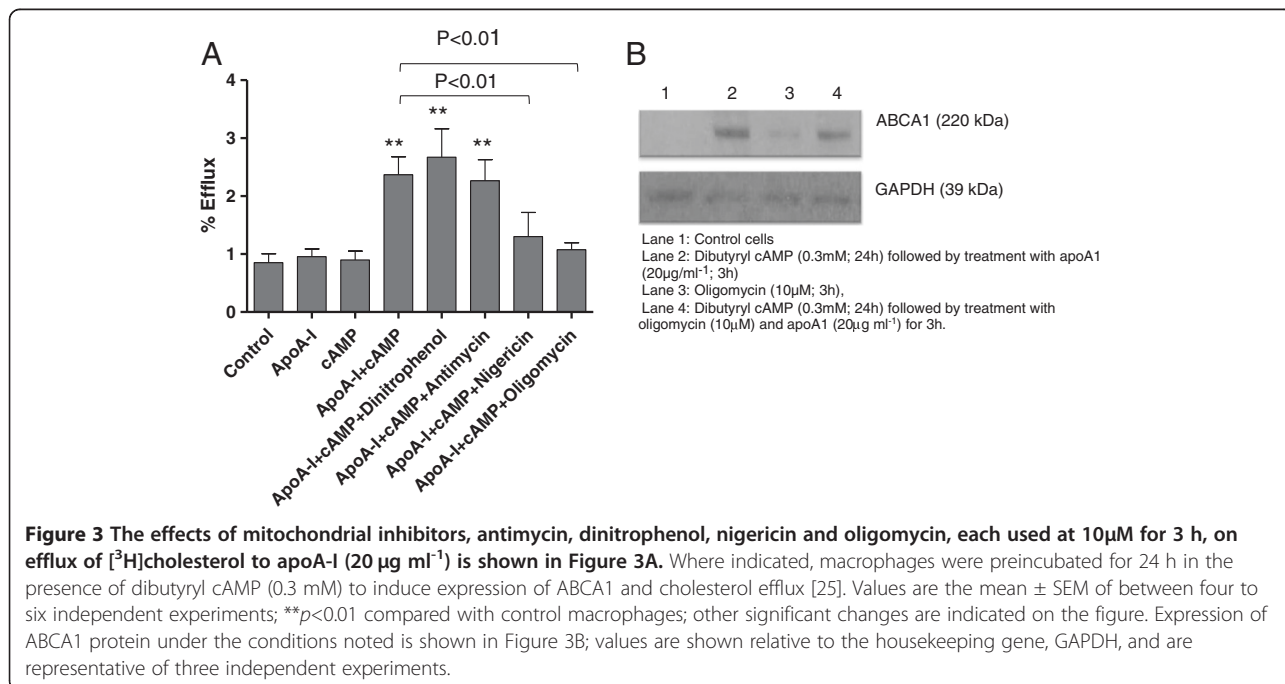 A
P<0.01
P<0.01
4
3
2
1
0
% Efflux
**
**
**
Control
ApoA-I
cAMP
ApoA-I+cAMP
ApoA-I+cAMP+Dinitrophenol
ApoA-I+cAMP+Antimycin
ApoA-I+cAMP+Nigericin
ApoA-I+cAMP+Oligomycin
B
1 2 3 4
ABCA1 (220 kDa)
GAPDH (39 kDa)
Lane 1: Control cells
Lane 2: Dibutyryl cAMP (0.3mM; 24h) followed by treatment with apoA1
(20µg/ml⁻¹; 3h)
Lane 3: Oligomycin (10µM; 3h),
Lane 4: Dibutyryl cAMP (0.3mM; 24h) followed by treatment with
oligomycin (10µM) and apoA1 (20µg ml⁻¹) for 3h.
Figure 3 The effects of mitochondrial inhibitors, antimycin, dinitrophenol, nigericin and oligomycin, each used at 10µM for 3 h, on
efflux of [³H]cholesterol to apoA-I (20 µg ml⁻¹) is shown in Figure 3A. Where indicated, macrophages were preincubated for 24 h in the
presence of dibutyryl cAMP (0.3 mM) to induce expression of ABCA1 and cholesterol efflux [25]. Values are the mean ± SEM of between four to
six independent experiments; **p<0.01 compared with control macrophages; other significant changes are indicated on the figure. Expression of
ABCA1 protein under the conditions noted is shown in Figure 3B; values are shown relative to the housekeeping gene, GAPDH, and are
representative of three independent experiments.